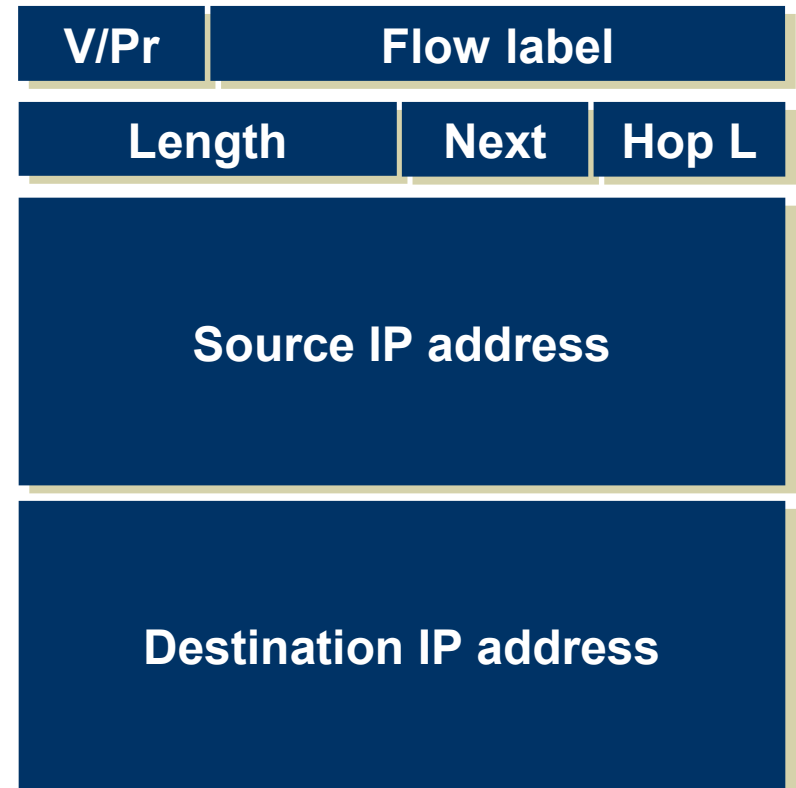 V/Pr Flow label
Length Next Hop L
Source IP address
Destination IP address